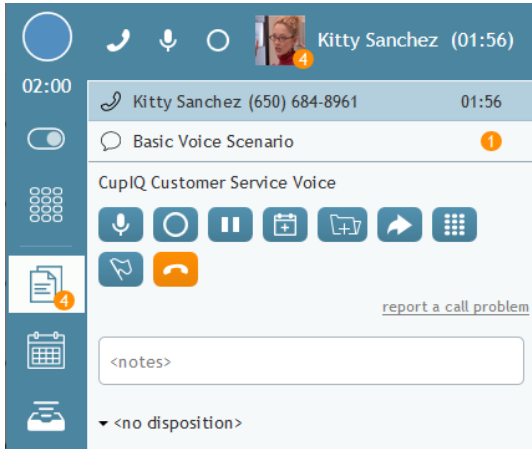 Kitty Sanchez (01:56)
4
02:00
Kitty Sanchez (650) 684-8961 01:56
Basic Voice Scenario 1
CupIQ Customer Service Voice
4
report a call problem
<notes>
<no disposition>